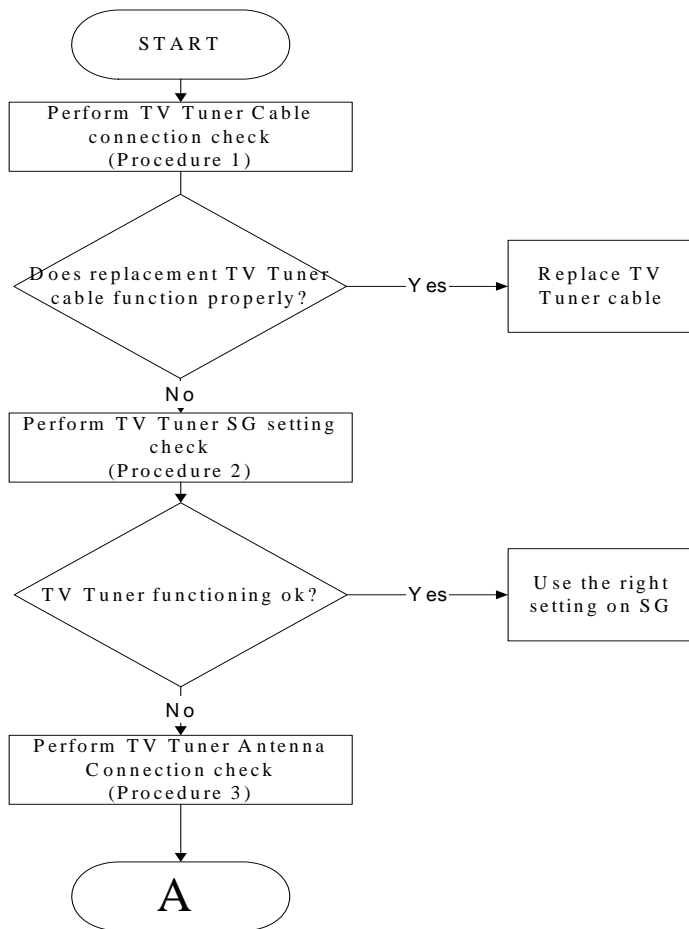 START
Perform TV Tuner Cable
connection check
(Procedure 1)
Does replacement TV Tuner
cable function properly?
Yes
Replace TV
Tuner cable
No
Perform TV Tuner SG setting
check
(Procedure 2)
TV Tuner functioning ok?
Yes
Use the right
setting on SG
No
Perform TV Tuner Antenna
Connection check
(Procedure 3)
A